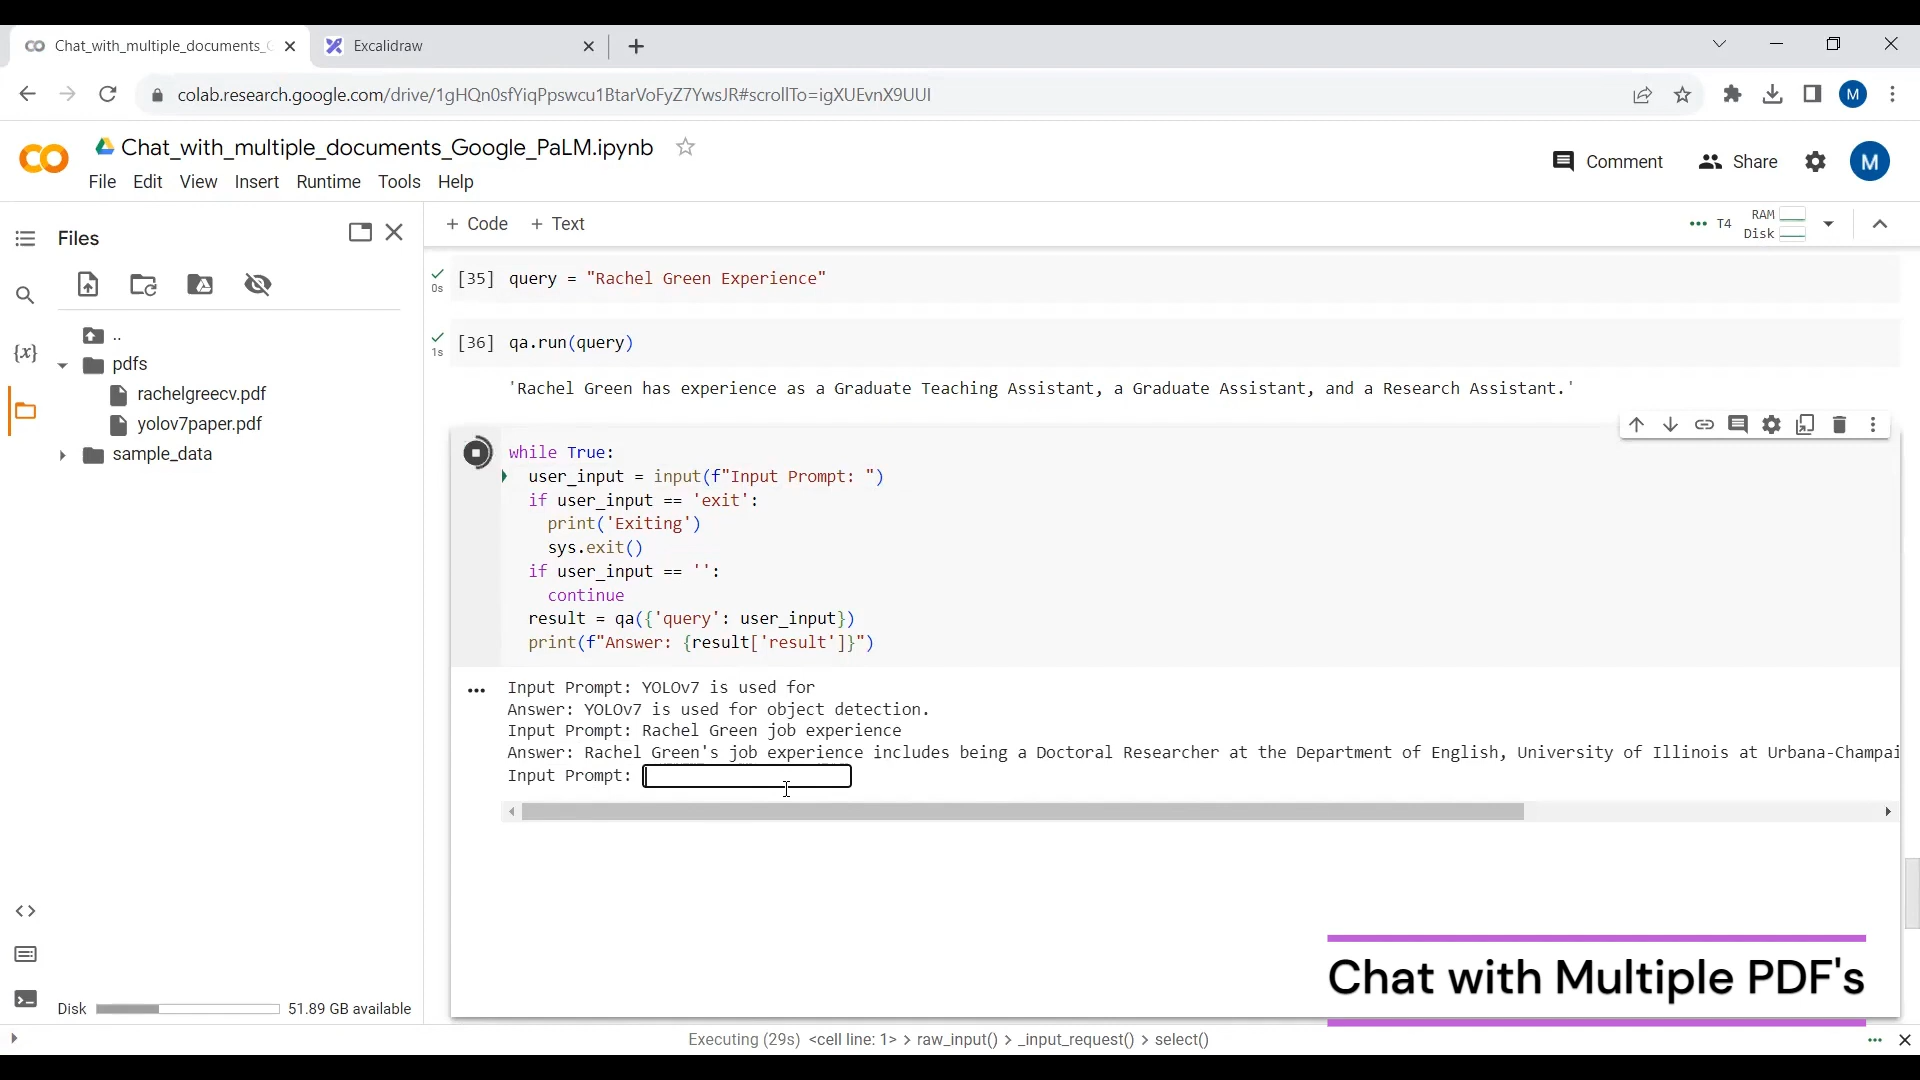 Chat_with_multiple_documents_G
Excalidraw
colab.research.google.com/drive/1gHQn0sfYiqPpswcu1BtarVoFyZ7YwsJR#scrollTo=igXUEvnX9UUI
M
Chat_with_multiple_documents_Google_PaLM.ipynb
Comment
Share
M
File Edit View Insert Runtime Tools Help
Files
+ Code + Text
T4
RAM
Disk
..
pdfs
rachelgreecv.pdf
yolov7paper.pdf
sample_data
{x}
0s
[35] query = "Rachel Green Experience"
1s
[36] qa.run(query)
'Rachel Green has experience as a Graduate Teaching Assistant, a Graduate Assistant, and a Research Assistant.'
while True:
user_input = input(f"Input Prompt: ")
if user_input == 'exit':
print('Exiting')
sys.exit()
if user_input == '':
continue
result = qa({'query': user_input})
print(f"Answer: {result['result']}")
Input Prompt: YOLOv7 is used for
Answer: YOLOv7 is used for object detection.
Input Prompt: Rachel Green job experience
Answer: Rachel Green's job experience includes being a Doctoral Researcher at the Department of English, University of Illinois at Urbana-Champai
Input Prompt:
Chat with Multiple PDF's
Disk
51.89 GB available
Executing (29s) <cell line: 1> > raw_input() > _input_request() > select()